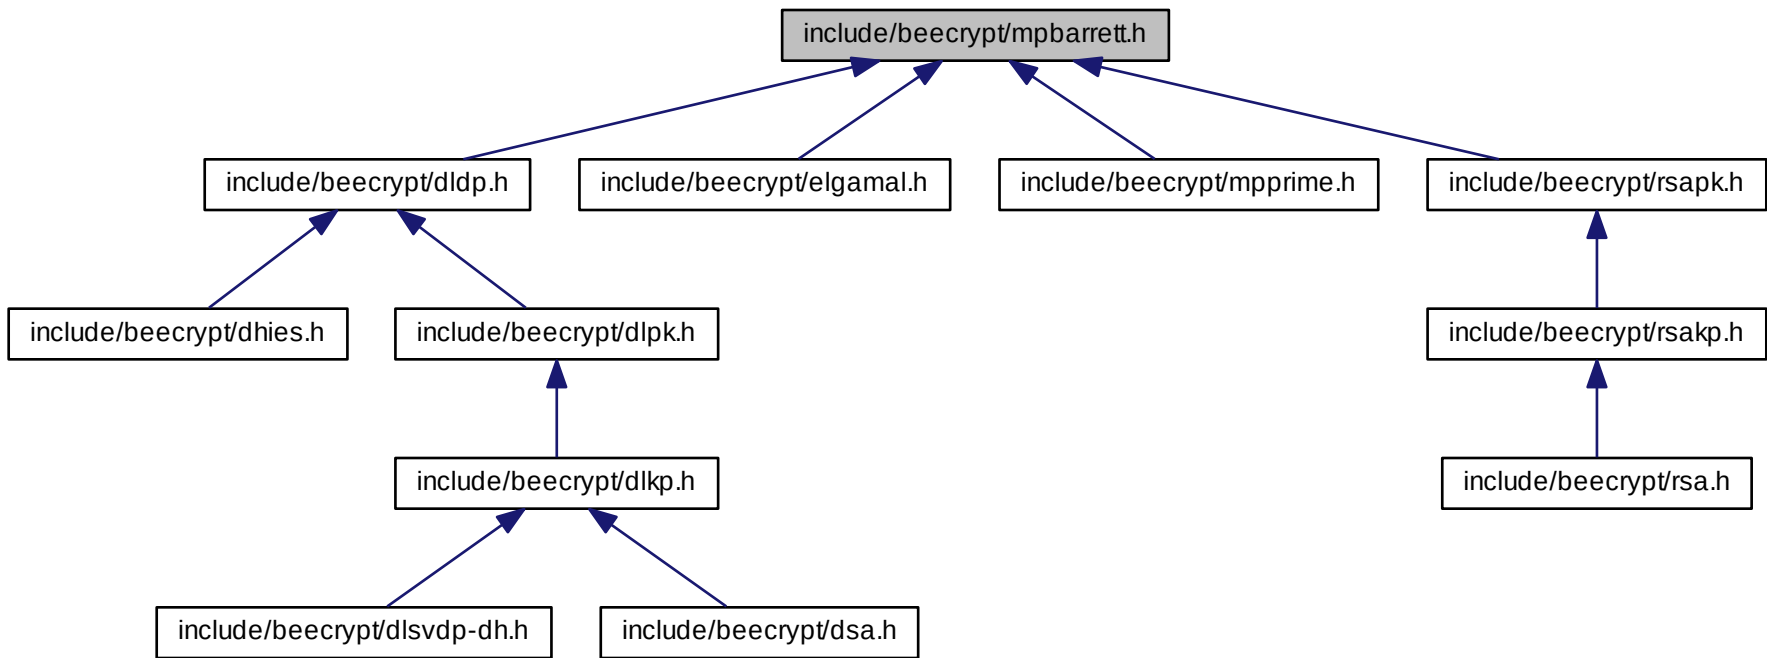 include/beecrypt/mpbarrett.h
include/beecrypt/dldp.h
include/beecrypt/elgamal.h
include/beecrypt/mpprime.h
include/beecrypt/rsapk.h
include/beecrypt/dhies.h
include/beecrypt/dlpk.h
include/beecrypt/rsakp.h
include/beecrypt/dlkp.h
include/beecrypt/rsa.h
include/beecrypt/dlsvdp-dh.h
include/beecrypt/dsa.h